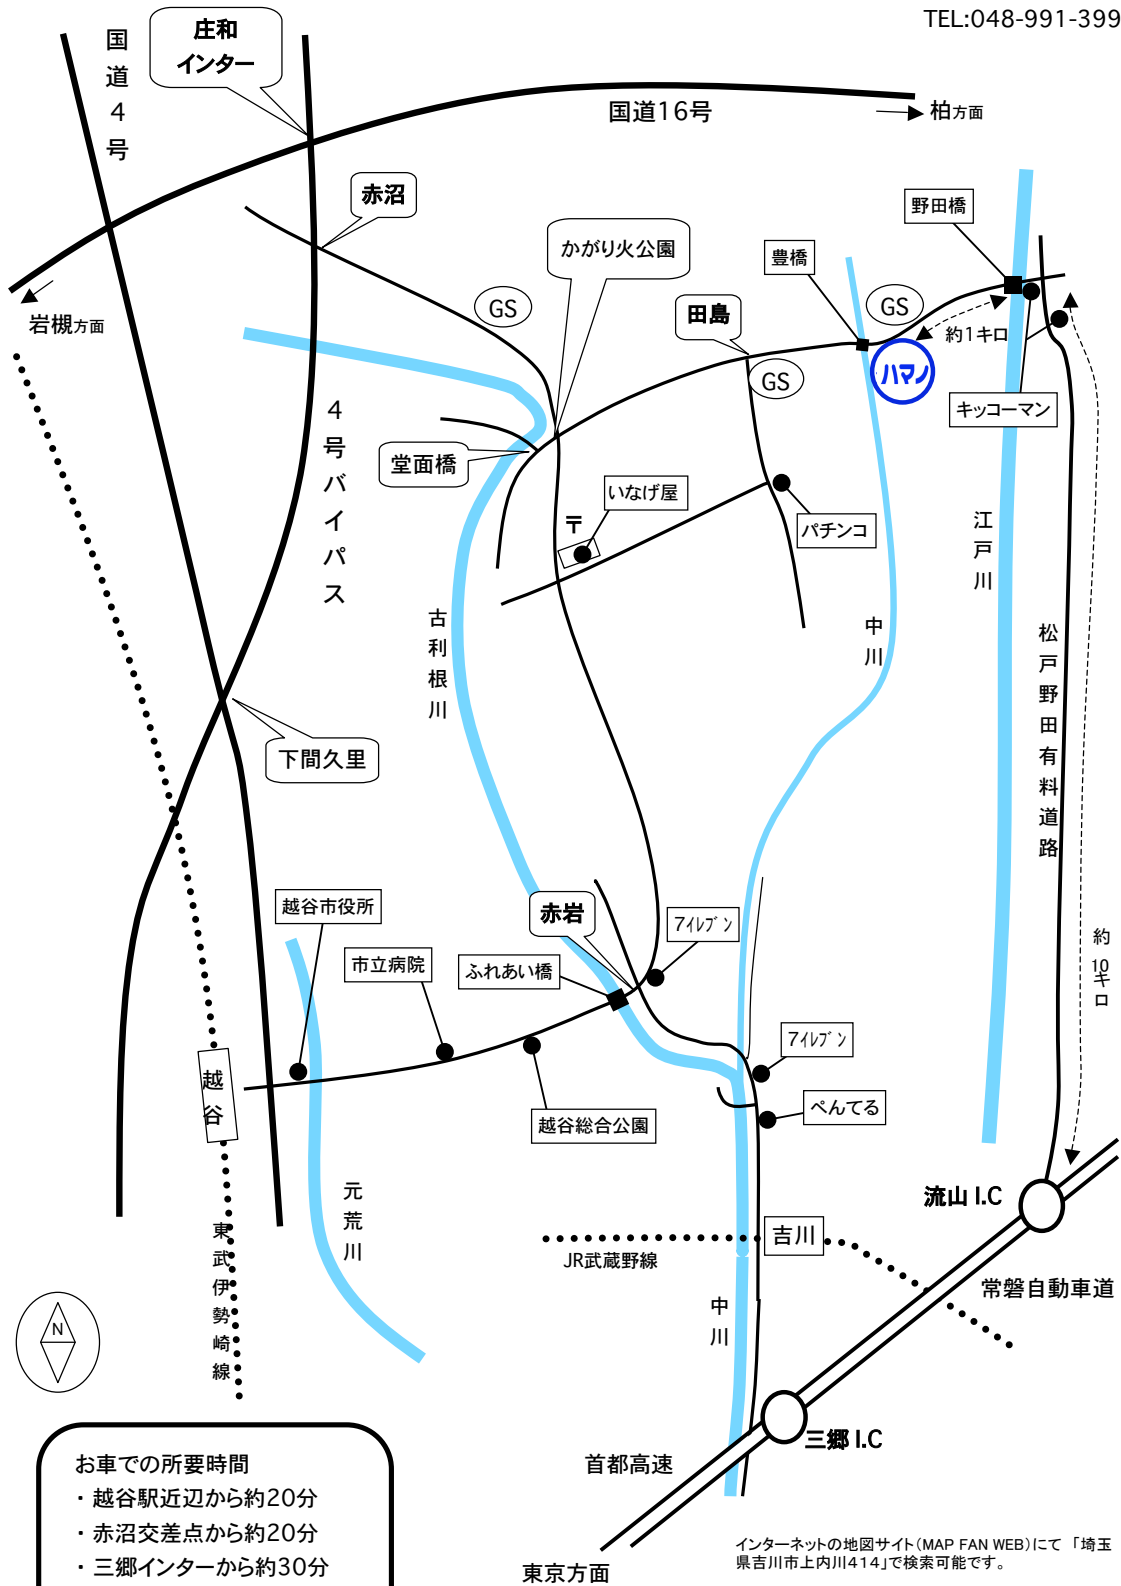 TEL:048-991-399
庄和
インター
国道4号
国道16号
柏方面
赤沼
野田橋
かがり火公園
豊橋
GS
GS
田島
岩槻方面
約1キロ
ハマノ
GS
キッコーマン
4号バイパス
堂面橋
いなげ屋
〒
パチンコ
江戸川
古利根川
中川
松戸野田有料道路
下間久里
越谷市役所
赤岩
7イレブン
市立病院
ふれあい橋
約10キロ
7イレブン
越谷
ぺんてる
越谷総合公園
元荒川
流山 I.C
東武伊勢崎線
吉川
JR武蔵野線
常磐自動車道
中川
N
三郷 I.C
首都高速
お車での所要時間
・越谷駅近辺から約20分
・赤沼交差点から約20分
・三郷インターから約30分
東京方面
インターネットの地図サイト(MAP FAN WEB)にて 「埼玉
県吉川市上内川414」で検索可能です。